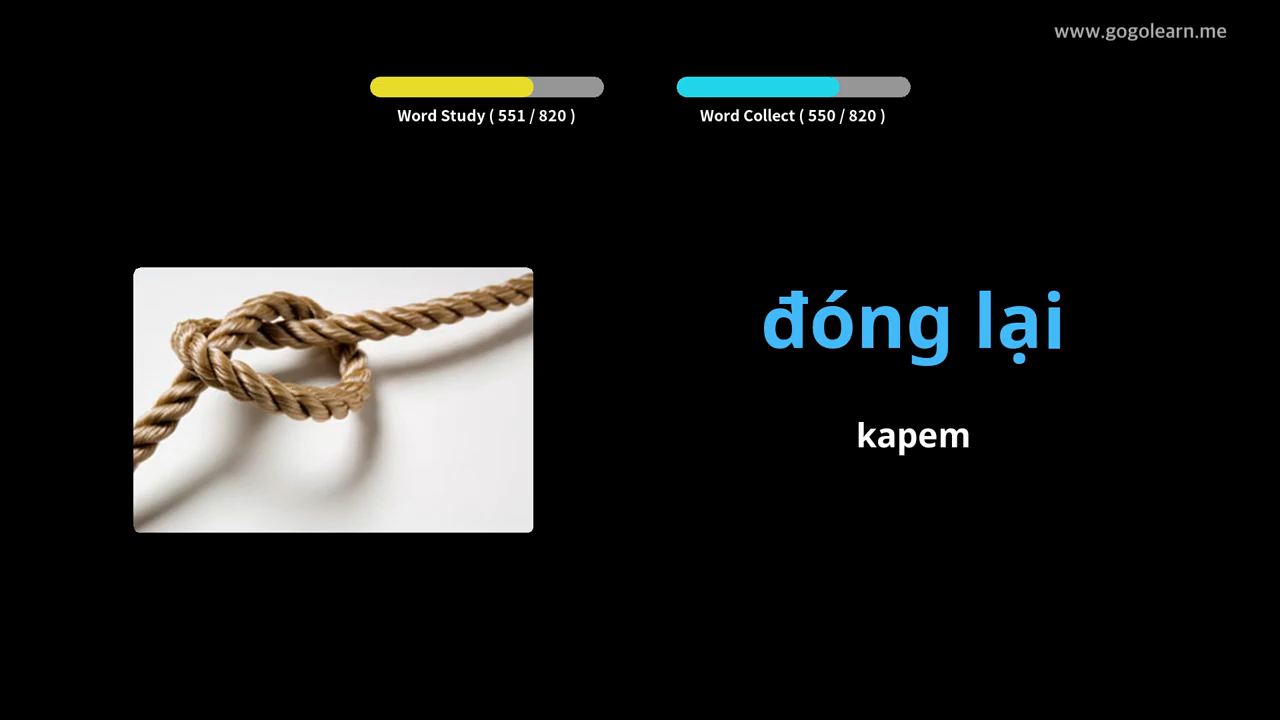 www.gogolearn.me
Word Study ( 551 / 820 )
Word Collect ( 550 / 820 )
đóng lại
kapem